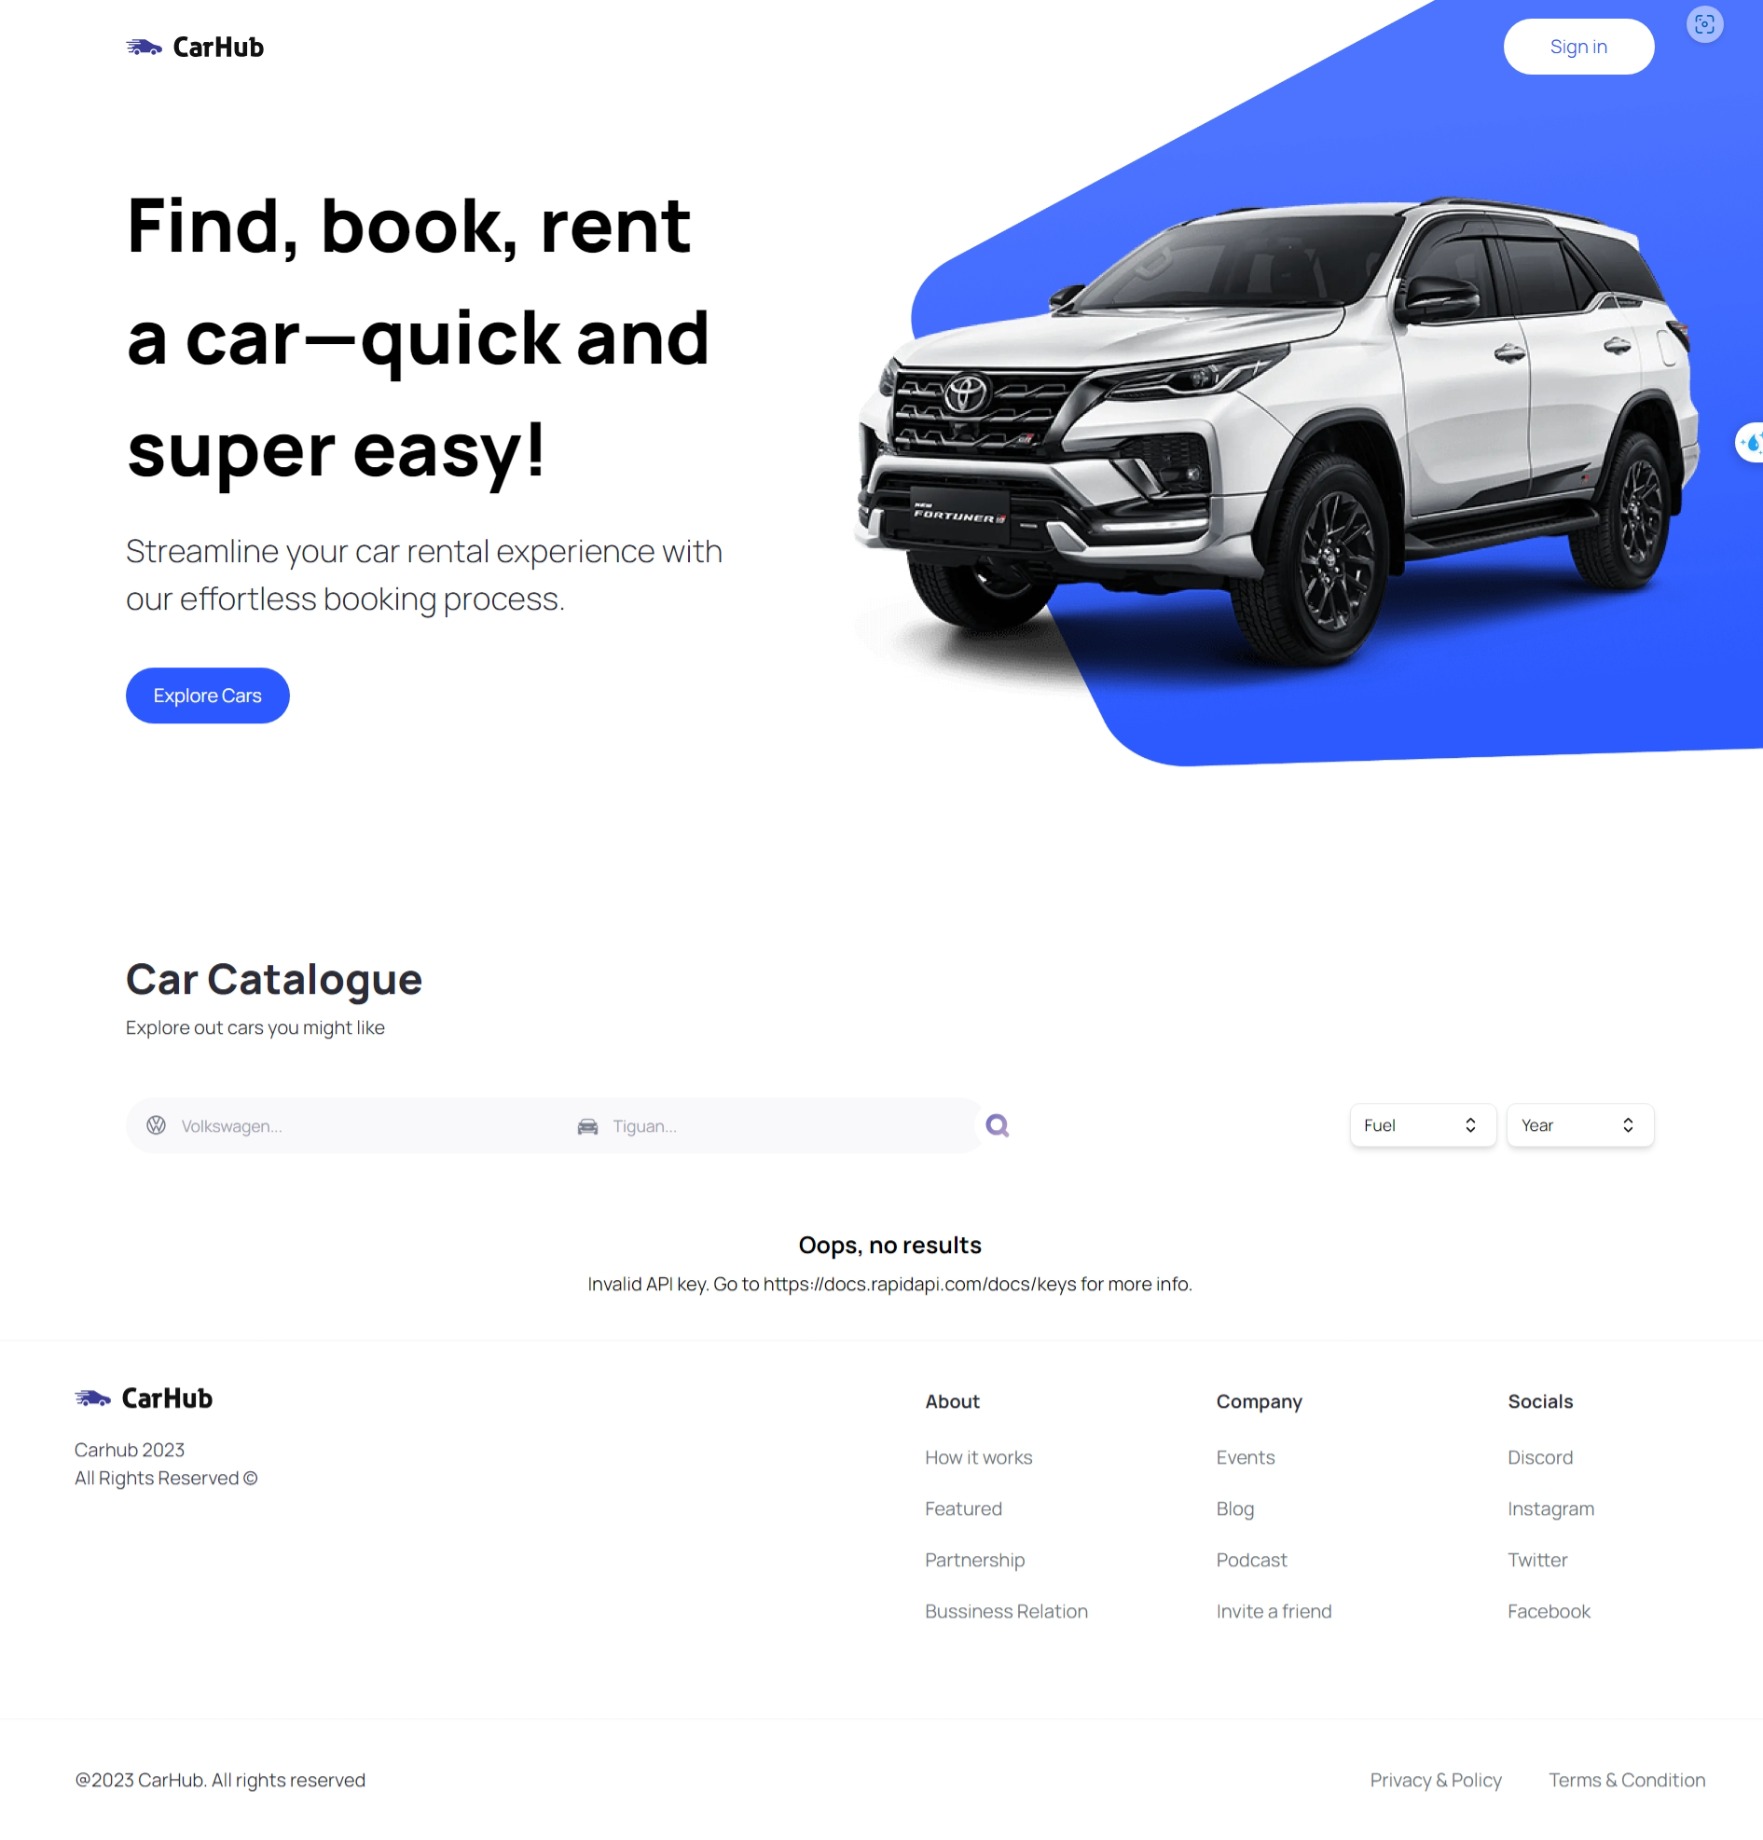 CarHub
Sign in
Find, book, rent
a car—quick and
super easy!
Streamline your car rental experience with
our effortless booking process.
Explore Cars
NEW
FORTUNER
Car Catalogue
Explore out cars you might like
Volkswagen...
Tiguan...
Fuel
Year
Oops, no results
Invalid API key. Go to https://docs.rapidapi.com/docs/keys for more info.
CarHub
Carhub 2023
All Rights Reserved ©
About
How it works
Featured
Partnership
Bussiness Relation
Company
Events
Blog
Podcast
Invite a friend
Socials
Discord
Instagram
Twitter
Facebook
@2023 CarHub. All rights reserved
Privacy & Policy
Terms & Condition